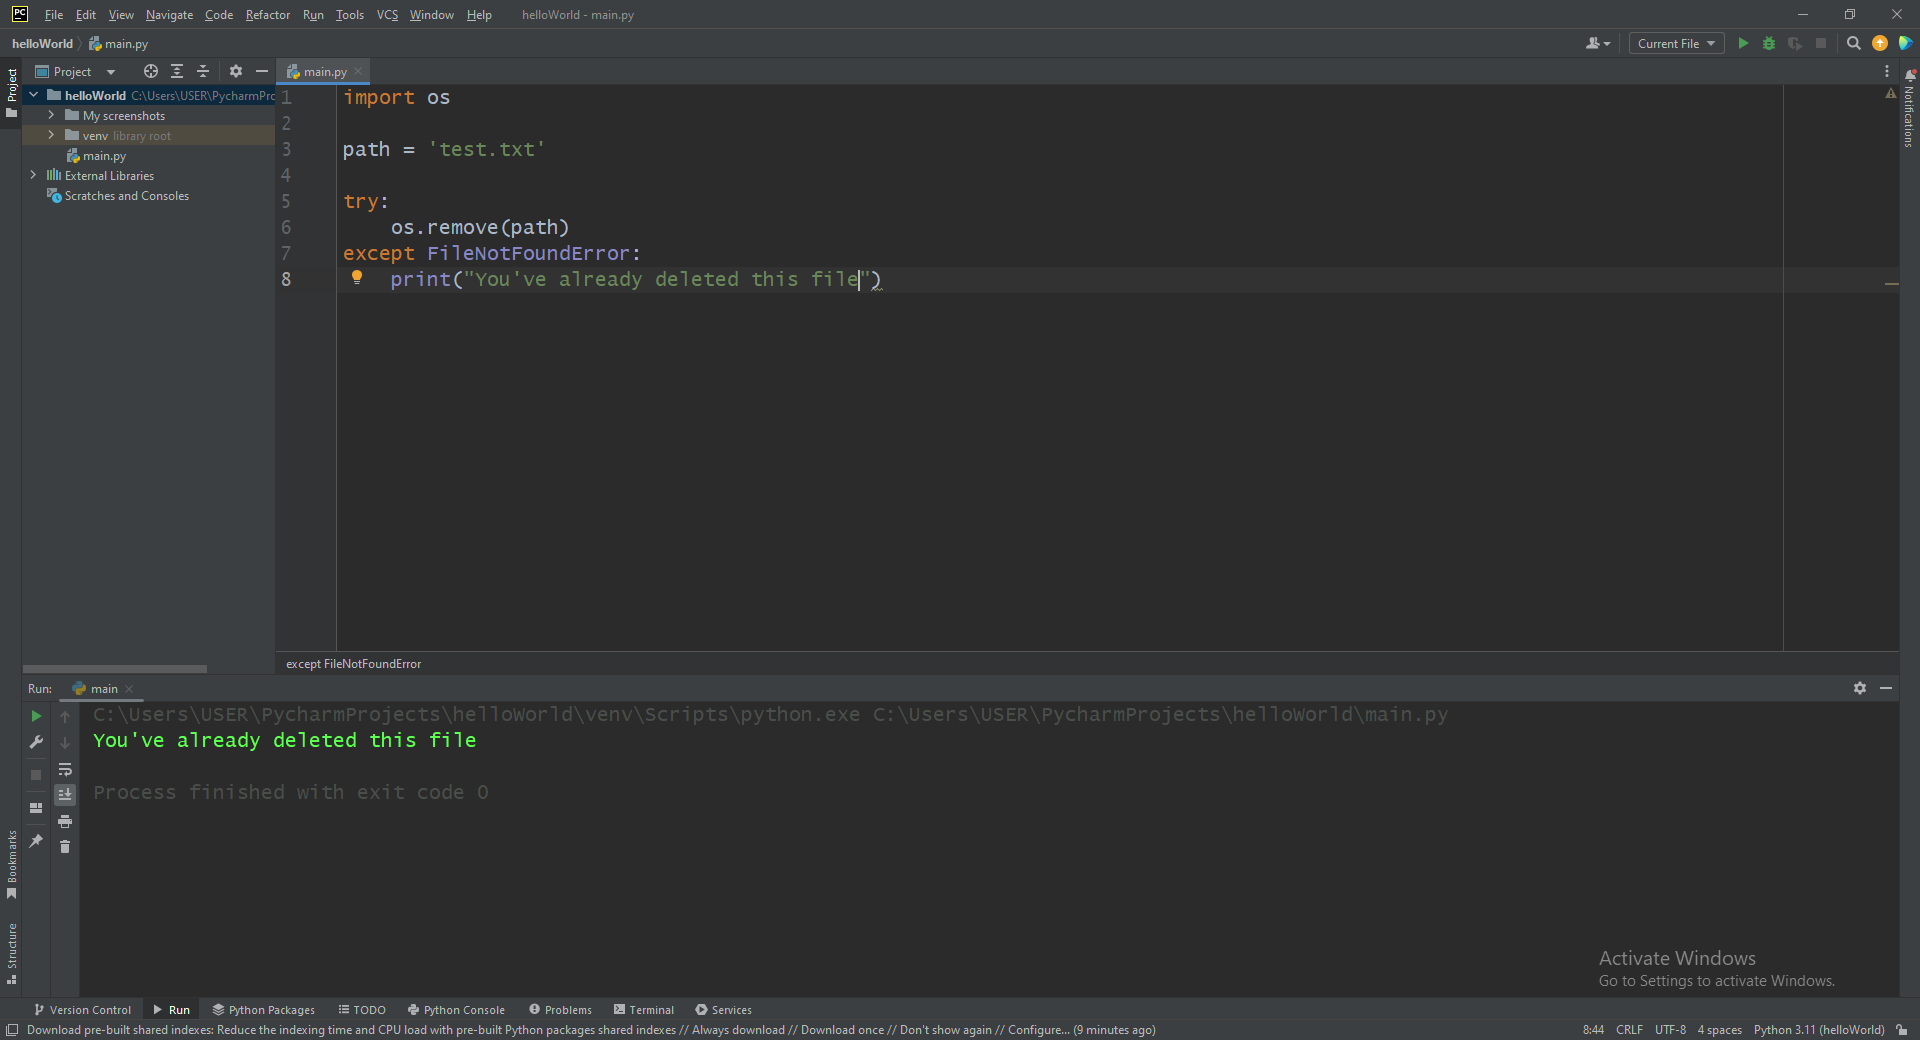 PC File Edit View Navigate Code Refactor Run Tools VCS Window Help helloWorld - main.py
helloWorld main.py Current File
Project main.py
Project
helloWorld C:\Users\USER\PycharmPrc
My screenshots
venv library root
main.py
External Libraries
Scratches and Consoles
Notifications
1 import os
2
3 path = 'test.txt'
4
5 try:
6 os.remove(path)
7 except FileNotFoundError:
8 print("You've already deleted this file")
except FileNotFoundError
Run: main
C:\Users\USER\PycharmProjects\helloWorld\venv\Scripts\python.exe C:\Users\USER\PycharmProjects\helloWorld\main.py
You've already deleted this file
Process finished with exit code 0
Bookmarks
Structure
Activate Windows
Go to Settings to activate Windows.
Version Control Run Python Packages TODO Python Console Problems Terminal Services
Download pre-built shared indexes: Reduce the indexing time and CPU load with pre-built Python packages shared indexes // Always download // Download once // Don't show again // Configure... (9 minutes ago) 8:44 CRLF UTF-8 4 spaces Python 3.11 (helloWorld)